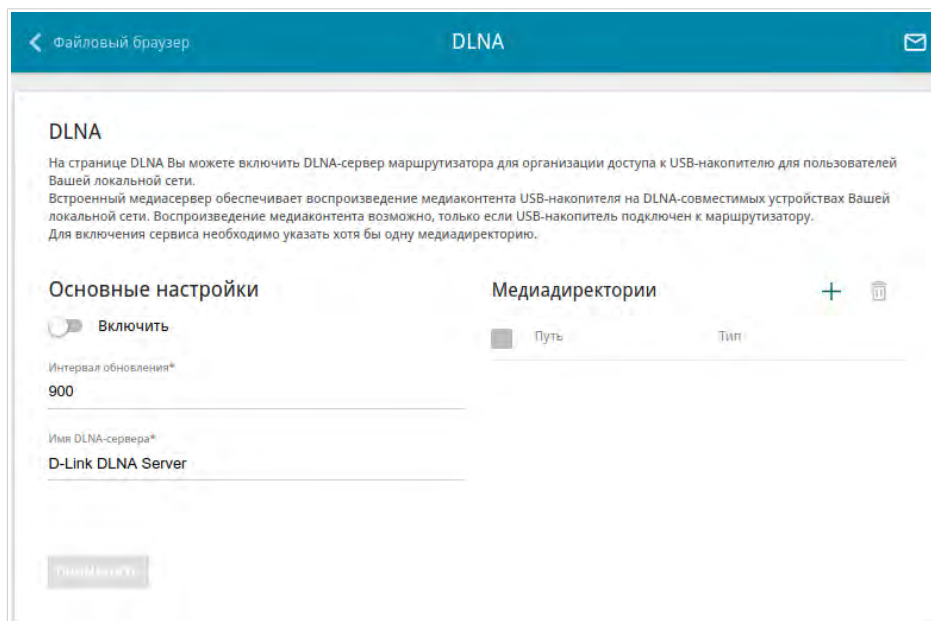 Файловый браузер
DLNA
DLNA
На странице DLNA Вы можете включить DLNA-сервер маршрутизатора для организации доступа к USB-накопителю для пользователей
Вашей локальной сети.
Встроенный медиасервер обеспечивает воспроизведение медиаконтента USB-накопителя на DLNA-совместимых устройствах Вашей
локальной сети. Воспроизведение медиаконтента возможно, только если USB-накопитель подключен к маршрутизатору.
Для включения сервиса необходимо указать хотя бы одну медиадиректорию.
Основные настройки
Включить
Интервал обновления*
900
Имя DLNA-сервера*
D-Link DLNA Server
Медиадиректории
Путь
Тип